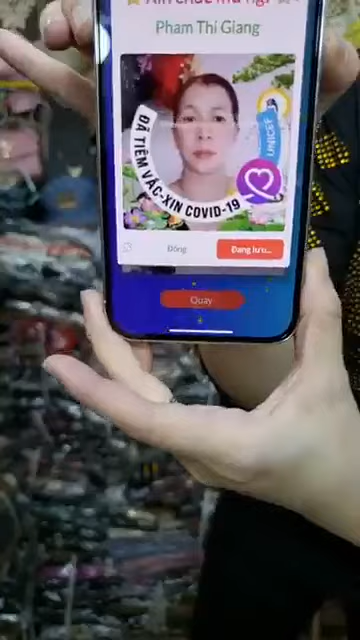 Phạm Thị Giang
ĐÃ TIÊM VẮC-XIN COVID-19
UNICEF
Đóng
Đang lưu...
Quay